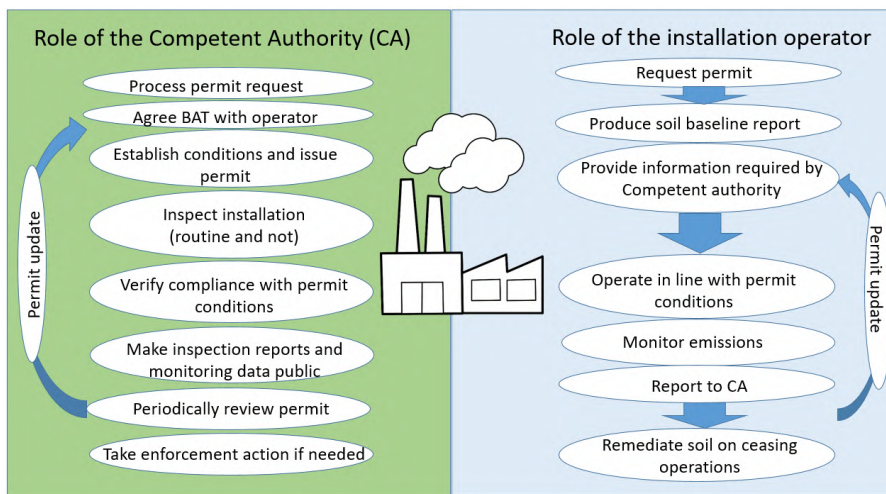 Role of the Competent Authority (CA)
Process permit request
Agree BAT with operator
Establish conditions and issue
permit
Inspect installation
(routine and not)
Verify compliance with permit
conditions
Make inspection reports and
monitoring data public
Periodically review permit
Take enforcement action if needed
Permit update
Role of the installation operator
Request permit
Produce soil baseline report
Provide information required by
Competent authority
Operate in line with permit
conditions
Monitor emissions
Report to CA
Remediate soil on ceasing
operations
Permit update